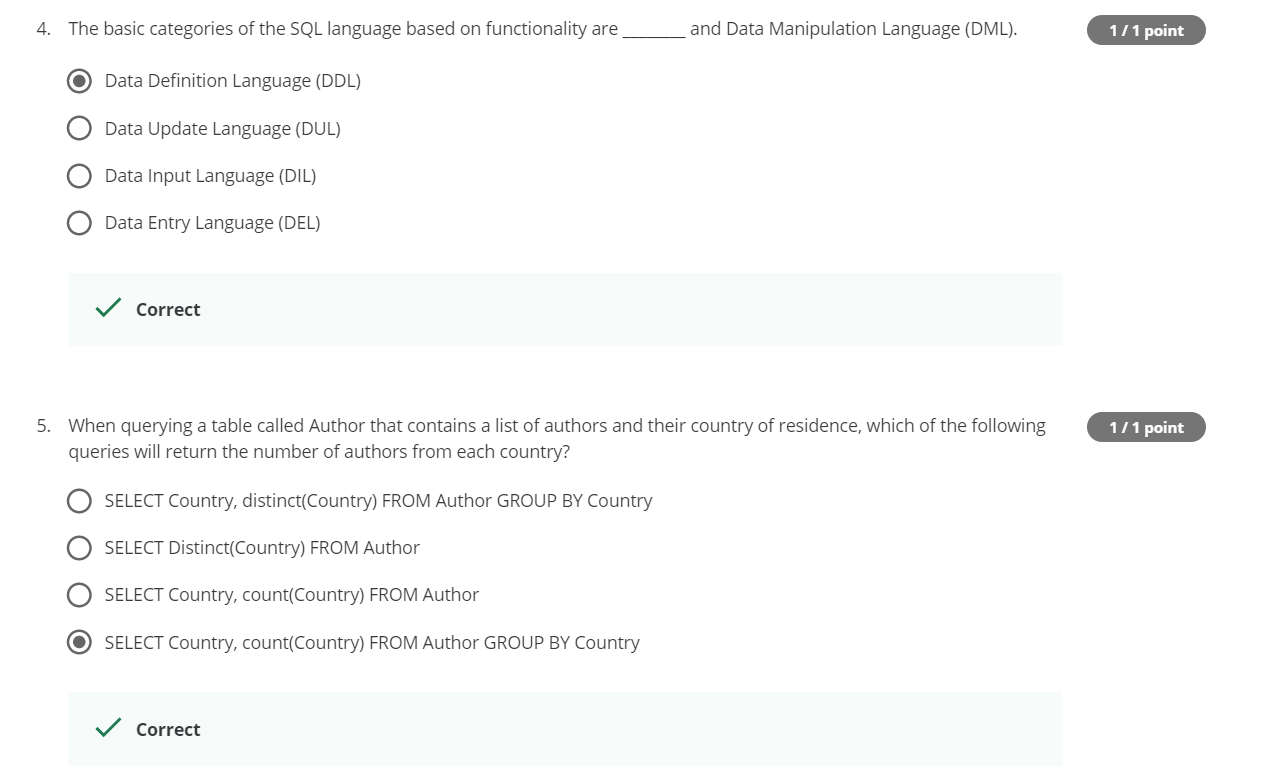 4. The basic categories of the SQL language based on functionality are ________ and Data Manipulation Language (DML).
1 / 1 point
Data Definition Language (DDL)
Data Update Language (DUL)
Data Input Language (DIL)
Data Entry Language (DEL)
Correct
5. When querying a table called Author that contains a list of authors and their country of residence, which of the following
1 / 1 point
queries will return the number of authors from each country?
SELECT Country, distinct(Country) FROM Author GROUP BY Country
SELECT Distinct(Country) FROM Author
SELECT Country, count(Country) FROM Author
SELECT Country, count(Country) FROM Author GROUP BY Country
Correct